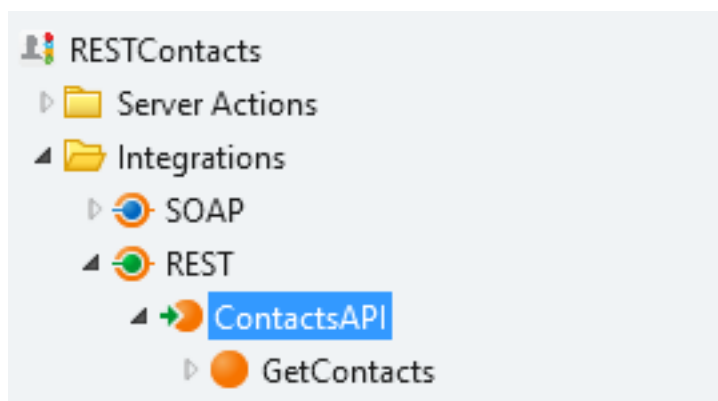 RESTContacts
Server Actions
Integrations
SOAP
REST
ContactsAPI
GetContacts